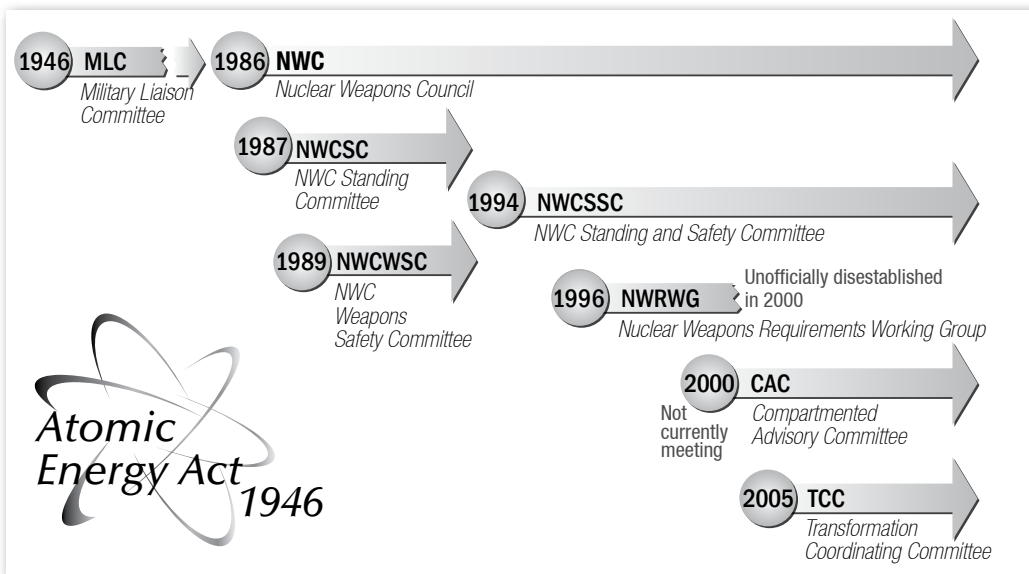 1946 MLC
Military Liaison
Committee
1986 NWC
Nuclear Weapons Council
1987 NWCSC
NWC Standing
Committee
1994 NWCSSC
NWC Standing and Safety Committee
1989 NWCWSC
NWC
Weapons
Safety Committee
1996 NWRWG
Unofficially disestablished
in 2000
Nuclear Weapons Requirements Working Group
2000 CAC
Compartmented
Advisory Committee
Not
currently
meeting
2005 TCC
Transformation
Coordinating Committee
Atomic
Energy Act
1946